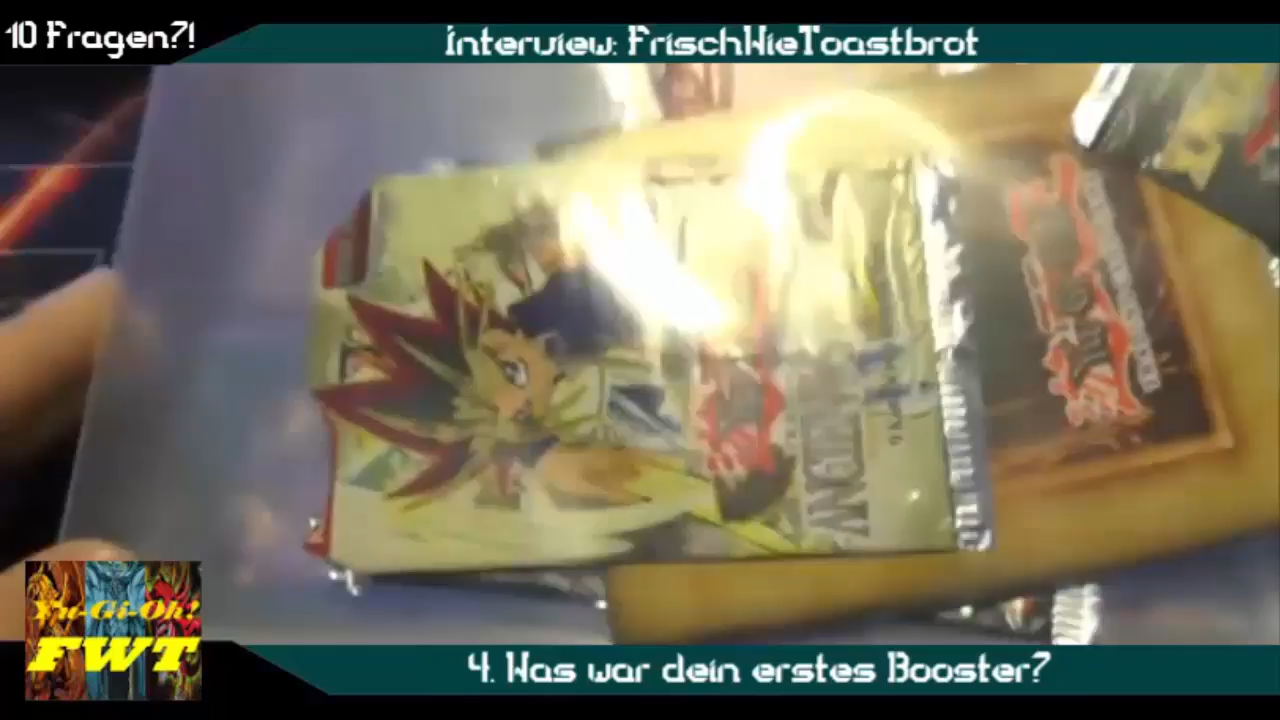 10 Fragen?!
Interview: FrischWieToastbrot
Yu-Gi-Oh!
FWT
4. Was war dein erstes Booster?